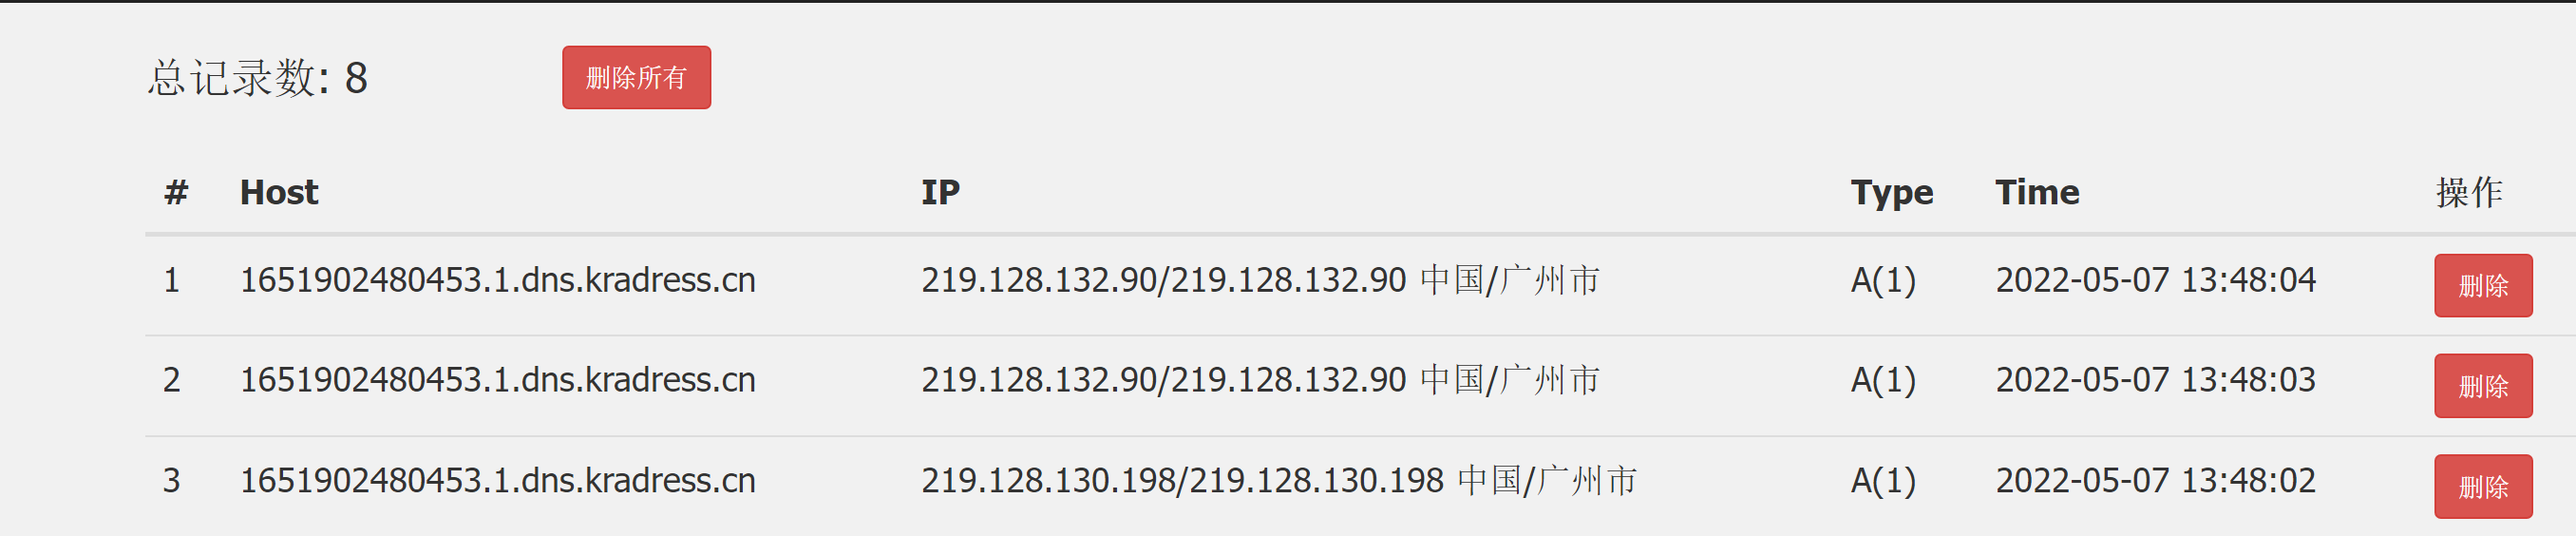 总记录数: 8 删除所有
# Host IP Type Time 操作
1 1651902480453.1.dns.kradress.cn 219.128.132.90/219.128.132.90 中国/广州市 A(1) 2022-05-07 13:48:04 删除
2 1651902480453.1.dns.kradress.cn 219.128.132.90/219.128.132.90 中国/广州市 A(1) 2022-05-07 13:48:03 删除
3 1651902480453.1.dns.kradress.cn 219.128.130.198/219.128.130.198 中国/广州市 A(1) 2022-05-07 13:48:02 删除